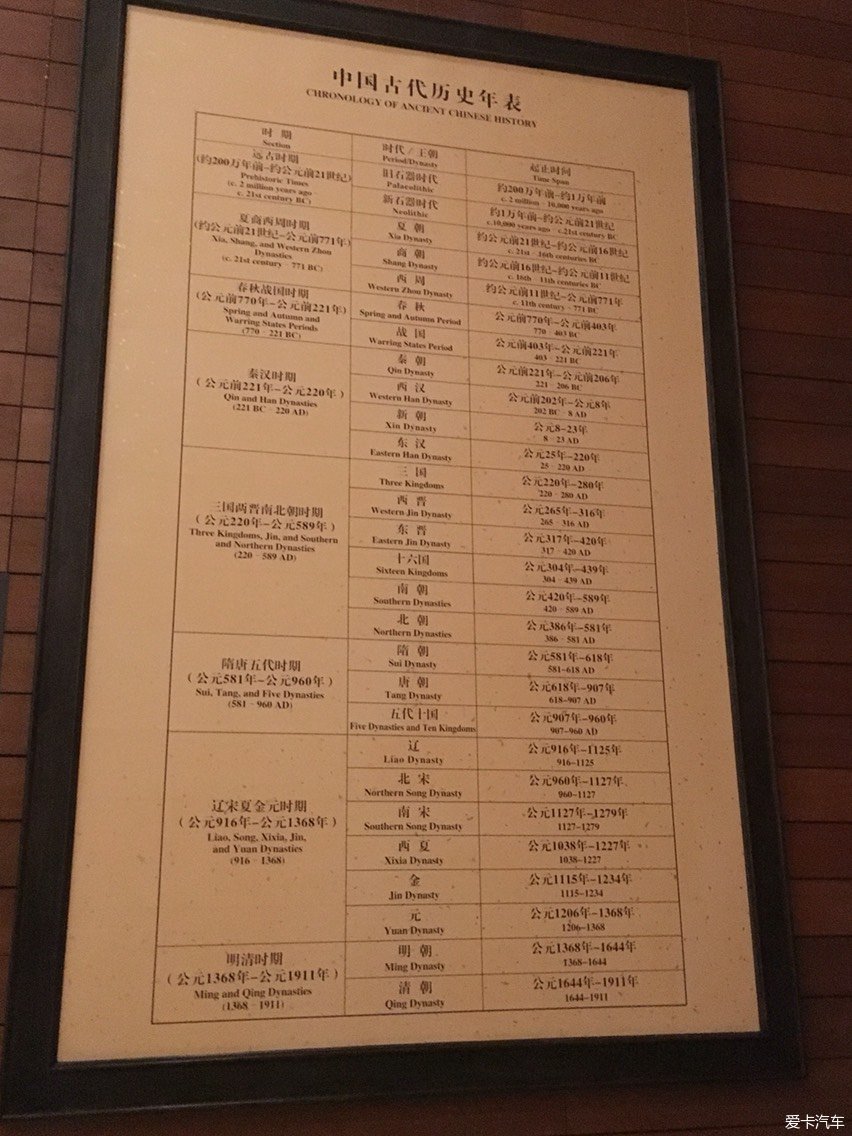 中国古代历史年表
CHRONOLOGY OF ANCIENT CHINESE HISTORY
时 期
Section
时代 / 王朝
Period/Dynasty
起止时间
Time Span
远古时期
(约200万年前–约公元前21世纪)
Prehistoric Times
(c. 2 million years ago
c. 21st century BC)
旧石器时代
Palaeolithic
约200万年前–约1万年前
c. 2 million - 10,000 years ago
新石器时代
Neolithic
约1万年前–约公元前21世纪
c.10,000 years ago - c.21st century BC
夏商西周时期
(约公元前21世纪–公元前771年)
Xia, Shang, and Western Zhou
Dynasties
(c. 21st century - 771 BC)
夏 朝
Xia Dynasty
约公元前21世纪–约公元前16世纪
c. 21st - 16th centuries BC
商 朝
Shang Dynasty
约公元前16世纪–约公元前11世纪
c. 16th - 11th centuries BC
西 周
Western Zhou Dynasty
约公元前11世纪–公元前771年
c. 11th century - 771 BC
春秋战国时期
(公元前770年–公元前221年)
Spring and Autumn and
Warring States Periods
(770 - 221 BC)
春 秋
Spring and Autumn Period
公元前770年–公元前403年
770 - 403 BC
战 国
Warring States Period
公元前403年–公元前221年
403 - 221 BC
秦汉时期
(公元前221年–公元220年)
Qin and Han Dynasties
(221 BC - 220 AD)
秦 朝
Qin Dynasty
公元前221年–公元前206年
221 - 206 BC
西 汉
Western Han Dynasty
公元前202年–公元8年
202 BC - 8 AD
新 朝
Xin Dynasty
公元8–23年
8 - 23 AD
东 汉
Eastern Han Dynasty
公元25年–220年
25 - 220 AD
三国两晋南北朝时期
(公元220年–公元589年)
Three Kingdoms, Jin, and Southern
and Northern Dynasties
(220 - 589 AD)
三 国
Three Kingdoms
公元220年–280年
220 - 280 AD
西 晋
Western Jin Dynasty
公元265年–316年
265 - 316 AD
东 晋
Eastern Jin Dynasty
公元317年–420年
317 - 420 AD
十六国
Sixteen Kingdoms
公元304年–439年
304 - 439 AD
南 朝
Southern Dynasties
公元420年–589年
420 - 589 AD
北 朝
Northern Dynasties
公元386年–581年
386 - 581 AD
隋唐五代时期
(公元581年–公元960年)
Sui, Tang, and Five Dynasties
(581 - 960 AD)
隋 朝
Sui Dynasty
公元581年–618年
581–618 AD
唐 朝
Tang Dynasty
公元618年–907年
618–907 AD
五代十国
Five Dynasties and Ten Kingdoms
公元907年–960年
907–960 AD
辽宋夏金元时期
(公元916年–公元1368年)
Liao, Song, Xixia, Jin,
and Yuan Dynasties
(916 - 1368)
辽
Liao Dynasty
公元916年–1125年
916–1125
北 宋
Northern Song Dynasty
公元960年–1127年
960–1127
南 宋
Southern Song Dynasty
公元1127年–1279年
1127–1279
西 夏
Xixia Dynasty
公元1038年–1227年
1038–1227
金
Jin Dynasty
公元1115年–1234年
1115–1234
元
Yuan Dynasty
公元1206年–1368年
1206–1368
明清时期
(公元1368年–公元1911年)
Ming and Qing Dynasties
(1368 - 1911)
明 朝
Ming Dynasty
公元1368年–1644年
1368–1644
清 朝
Qing Dynasty
公元1644年–1911年
1644–1911
爱卡汽车